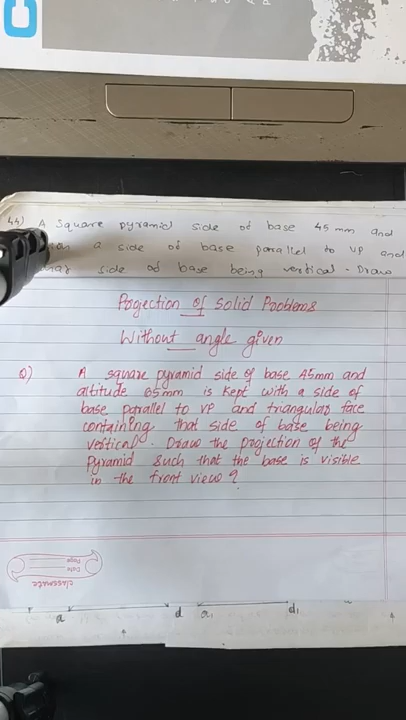 44) A Square pyramid side of base 45 mm and
a side of base parallel to VP and
side of base being vertical. Draw
Projection of Solid Problems
Without angle given
Q) A square pyramid side of base 45mm and
altitude 65mm is kept with a side of
base parallel to VP and triangular face
containing that side of base being
vertical. Draw the projection of the
Pyramid such that the base is visible
in the front view?
classmate
Date
Page
a d a₁ d₁